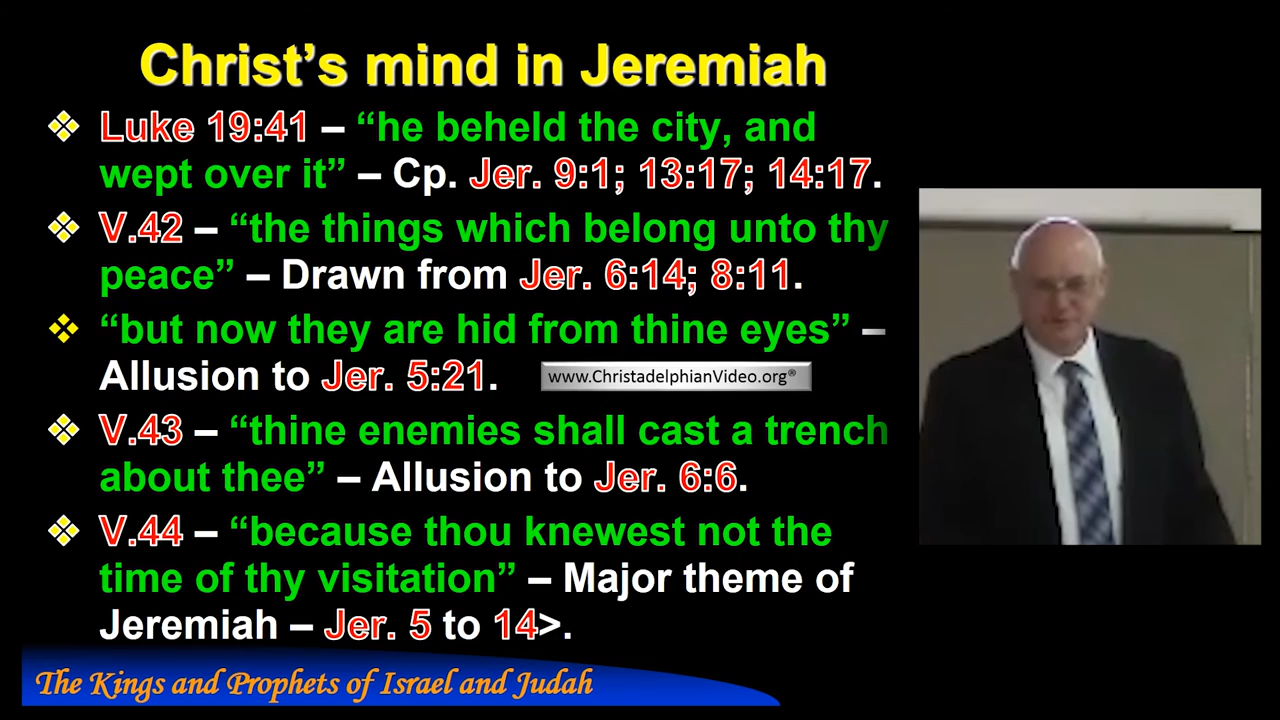 Christ’s mind in Jeremiah
❖ Luke 19:41 – “he beheld the city, and
wept over it” – Cp. Jer. 9:1; 13:17; 14:17.
❖ V.42 – “the things which belong unto thy
peace” – Drawn from Jer. 6:14; 8:11.
❖ “but now they are hid from thine eyes” –
Allusion to Jer. 5:21.
www.ChristadelphianVideo.org®
❖ V.43 – “thine enemies shall cast a trench
about thee” – Allusion to Jer. 6:6.
❖ V.44 – “because thou knewest not the
time of thy visitation” – Major theme of
Jeremiah – Jer. 5 to 14>.
The Kings and Prophets of Israel and Judah